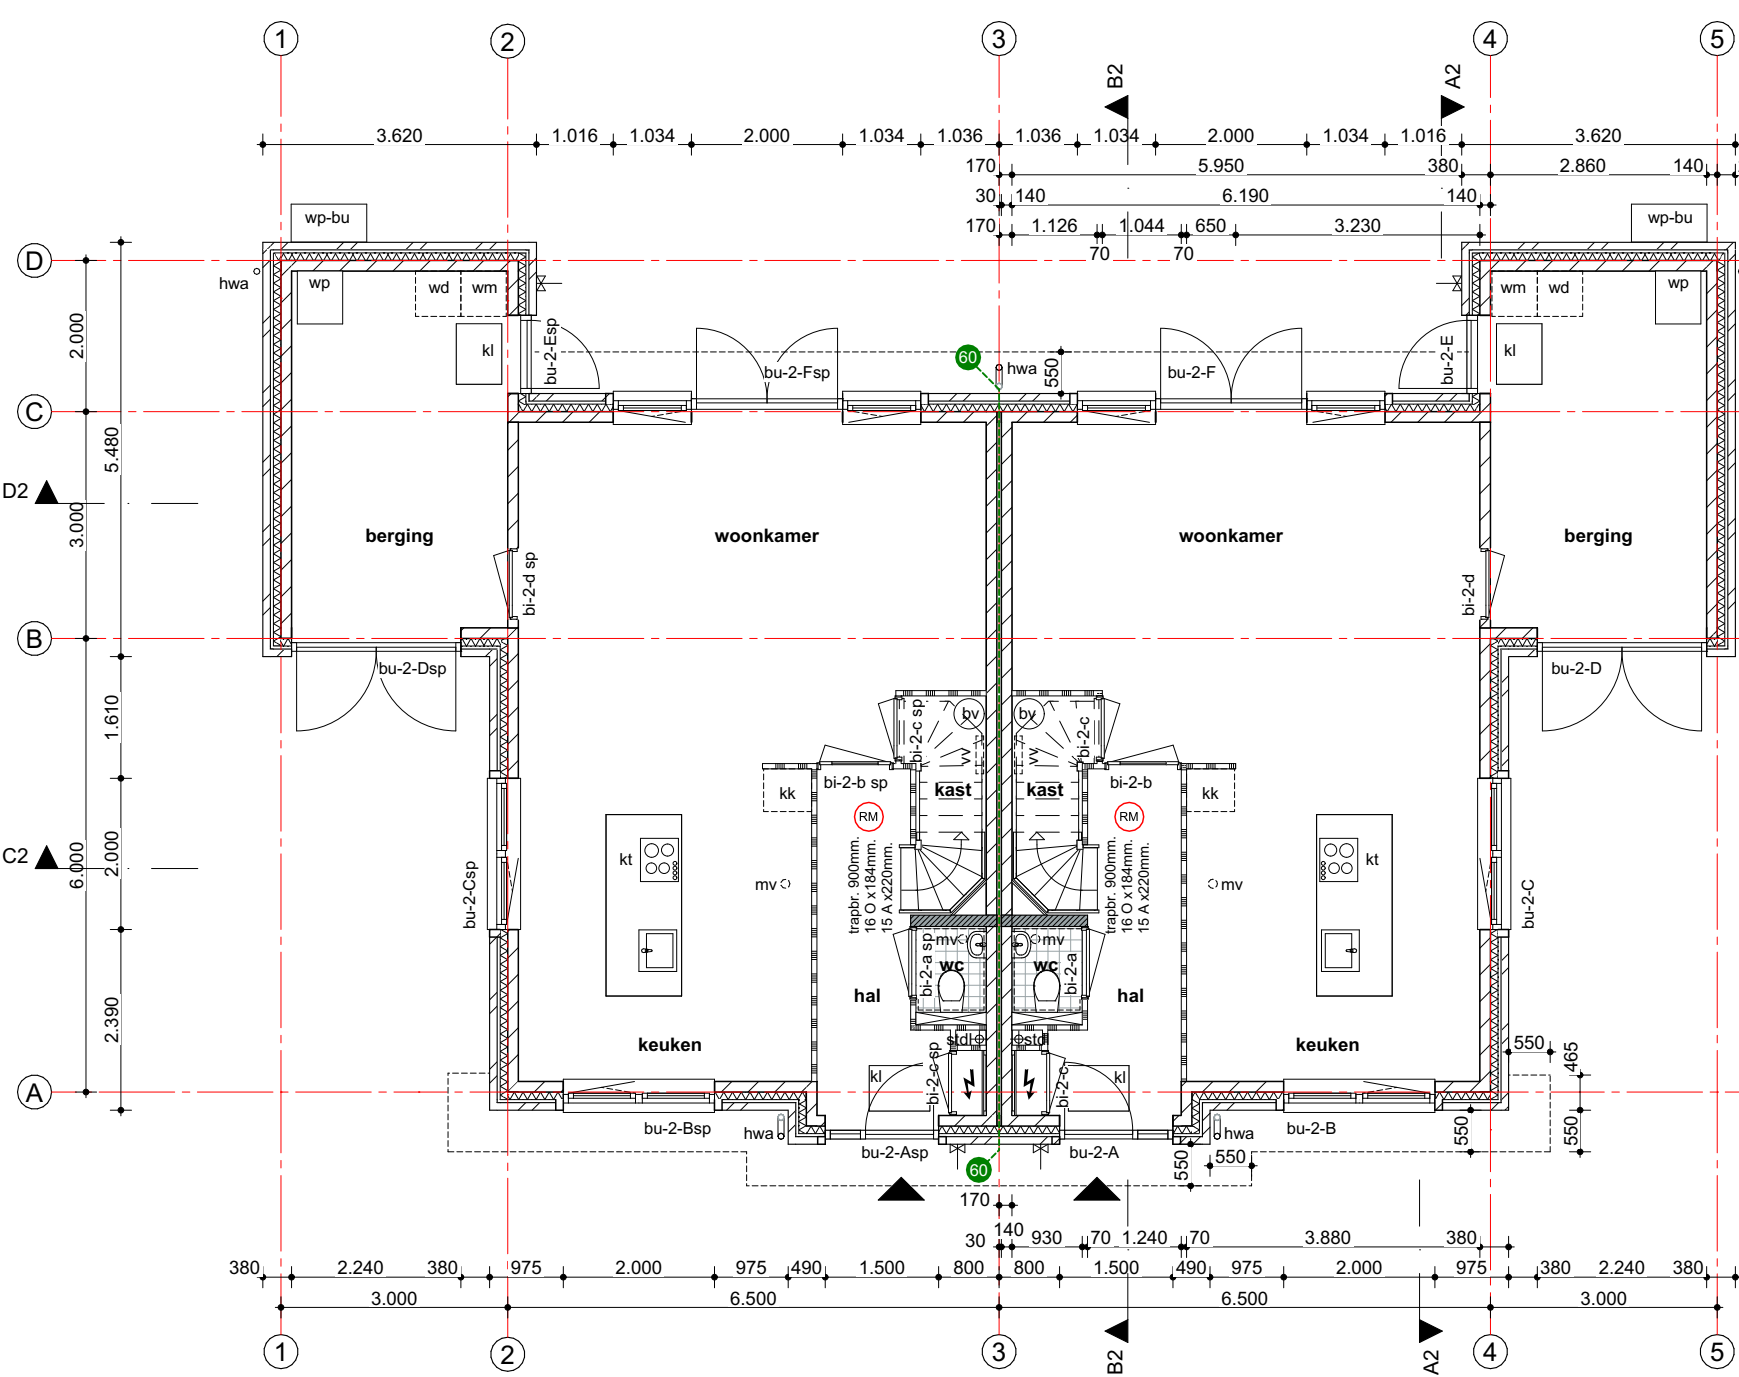 1 2 3 4 5
B2 A2
3.620 1.016 1.034 2.000 1.034 1.036 1.036 1.034 2.000 1.034 1.016 3.620
170 5.950 380 2.860 140
30 140 6.190 140
170 1.126 1.044 650 3.230
70 70
wp-bu wp-bu
D
hwa wp wd wm wm wd wp
2.000 kl bu-2-Esp bu-2-Fsp 60 hwa 550 bu-2-F bu-2-E kl
C
5.480
D2
3.000
berging woonkamer woonkamer berging
bi-2-d sp bi-2-d
B
bu-2-Dsp bu-2-D
1.610
bi-2-c sp bv bv bi-2-c
vv vv
bi-2-b sp bi-2-b
kk kast kast kk
RM RM
C2
6.000 2.000
kt kt
trapbr. 900mm.
16 O x184mm.
15 A x220mm.
trapbr. 900mm.
16 O x184mm.
15 A x220mm.
mv mv
bu-2-Csp bu-2-C
mv mv
bi-2-a sp wc wc bi-2-a
hal hal
2.390
keuken keuken
stdl std
550 465
A
kl bi-2-c sp bi-2-c kl
bu-2-Bsp hwa bu-2-Asp bu-2-A hwa bu-2-B
550 550
60 550 550
170
140
30 930 70 1.240 70 3.880 380
380 2.240 380 975 2.000 975 490 1.500 800 800 1.500 490 975 2.000 975 380 2.240 380
3.000 6.500 6.500 3.000
1 2 3 4 5
B2 A2